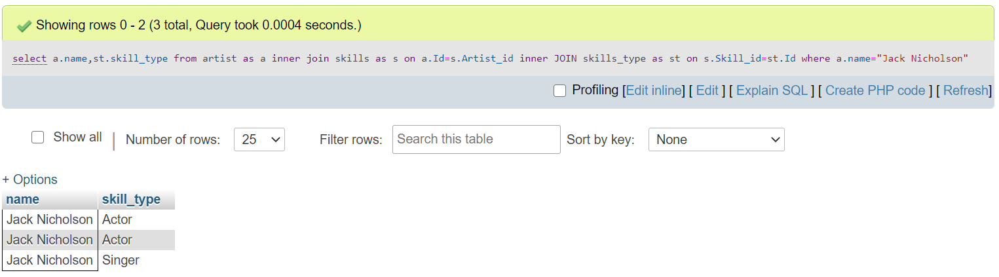 Showing rows 0 - 2 (3 total, Query took 0.0004 seconds.)
select a.name,st.skill_type from artist as a inner join skills as s on a.Id=s.Artist_id inner JOIN skills_type as st on s.Skill_id=st.Id where a.name="Jack Nicholson"
Profiling [Edit inline] [ Edit ] [ Explain SQL ] [ Create PHP code ] [ Refresh]
Show all | Number of rows: 25 Filter rows: Search this table Sort by key: None
+ Options
name skill_type
Jack Nicholson Actor
Jack Nicholson Actor
Jack Nicholson Singer